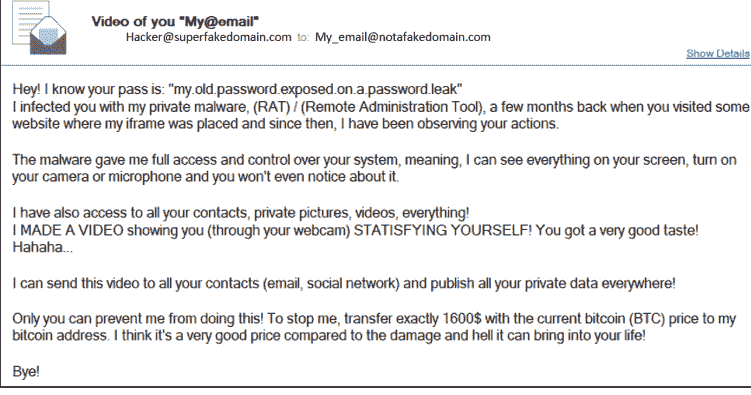 Video of you "My@email"
Hacker@superfakedomain.com to: My_email@notafakedomain.com
Show Details
Hey! I know your pass is: "my.old.password.exposed.on.a.password.leak"
I infected you with my private malware, (RAT) / (Remote Administration Tool), a few months back when you visited some
website where my iframe was placed and since then, I have been observing your actions.
The malware gave me full access and control over your system, meaning, I can see everything on your screen, turn on
your camera or microphone and you won't even notice about it.
I have also access to all your contacts, private pictures, videos, everything!
I MADE A VIDEO showing you (through your webcam) STATISFYING YOURSELF! You got a very good taste!
Hahaha...
I can send this video to all your contacts (email, social network) and publish all your private data everywhere!
Only you can prevent me from doing this! To stop me, transfer exactly 1600$ with the current bitcoin (BTC) price to my
bitcoin address. I think it's a very good price compared to the damage and hell it can bring into your life!
Bye!